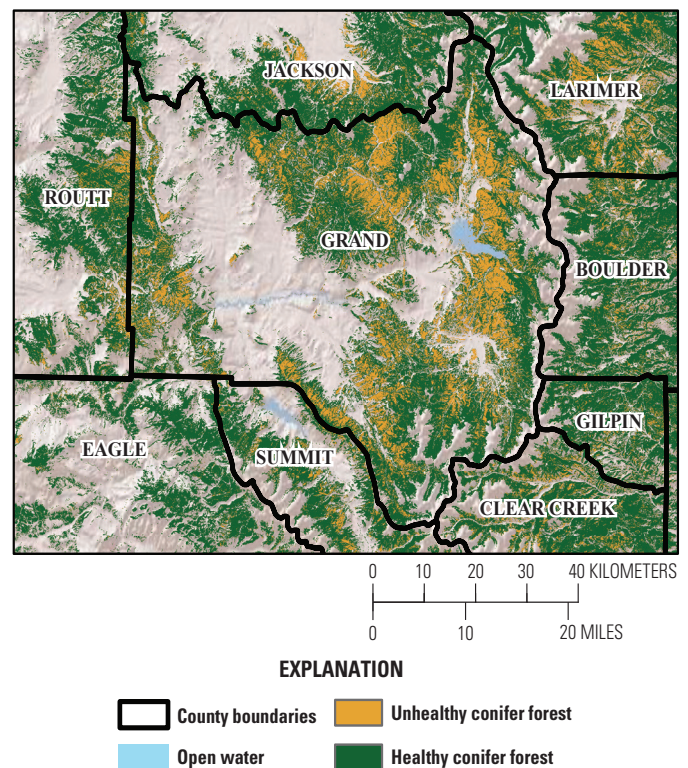 JACKSON
LARIMER
ROUTT
GRAND
BOULDER
GILPIN
EAGLE
SUMMIT
CLEAR CREEK
0 10 20 30 40 KILOMETERS
0 10 20 MILES
EXPLANATION
County boundaries Unhealthy conifer forest
Open water Healthy conifer forest